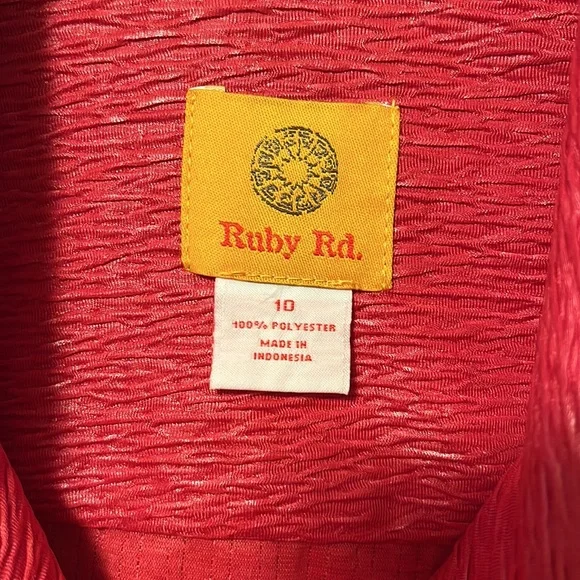 Ruby Rd.
10
100% POLYESTER
MADE IN
INDONESIA